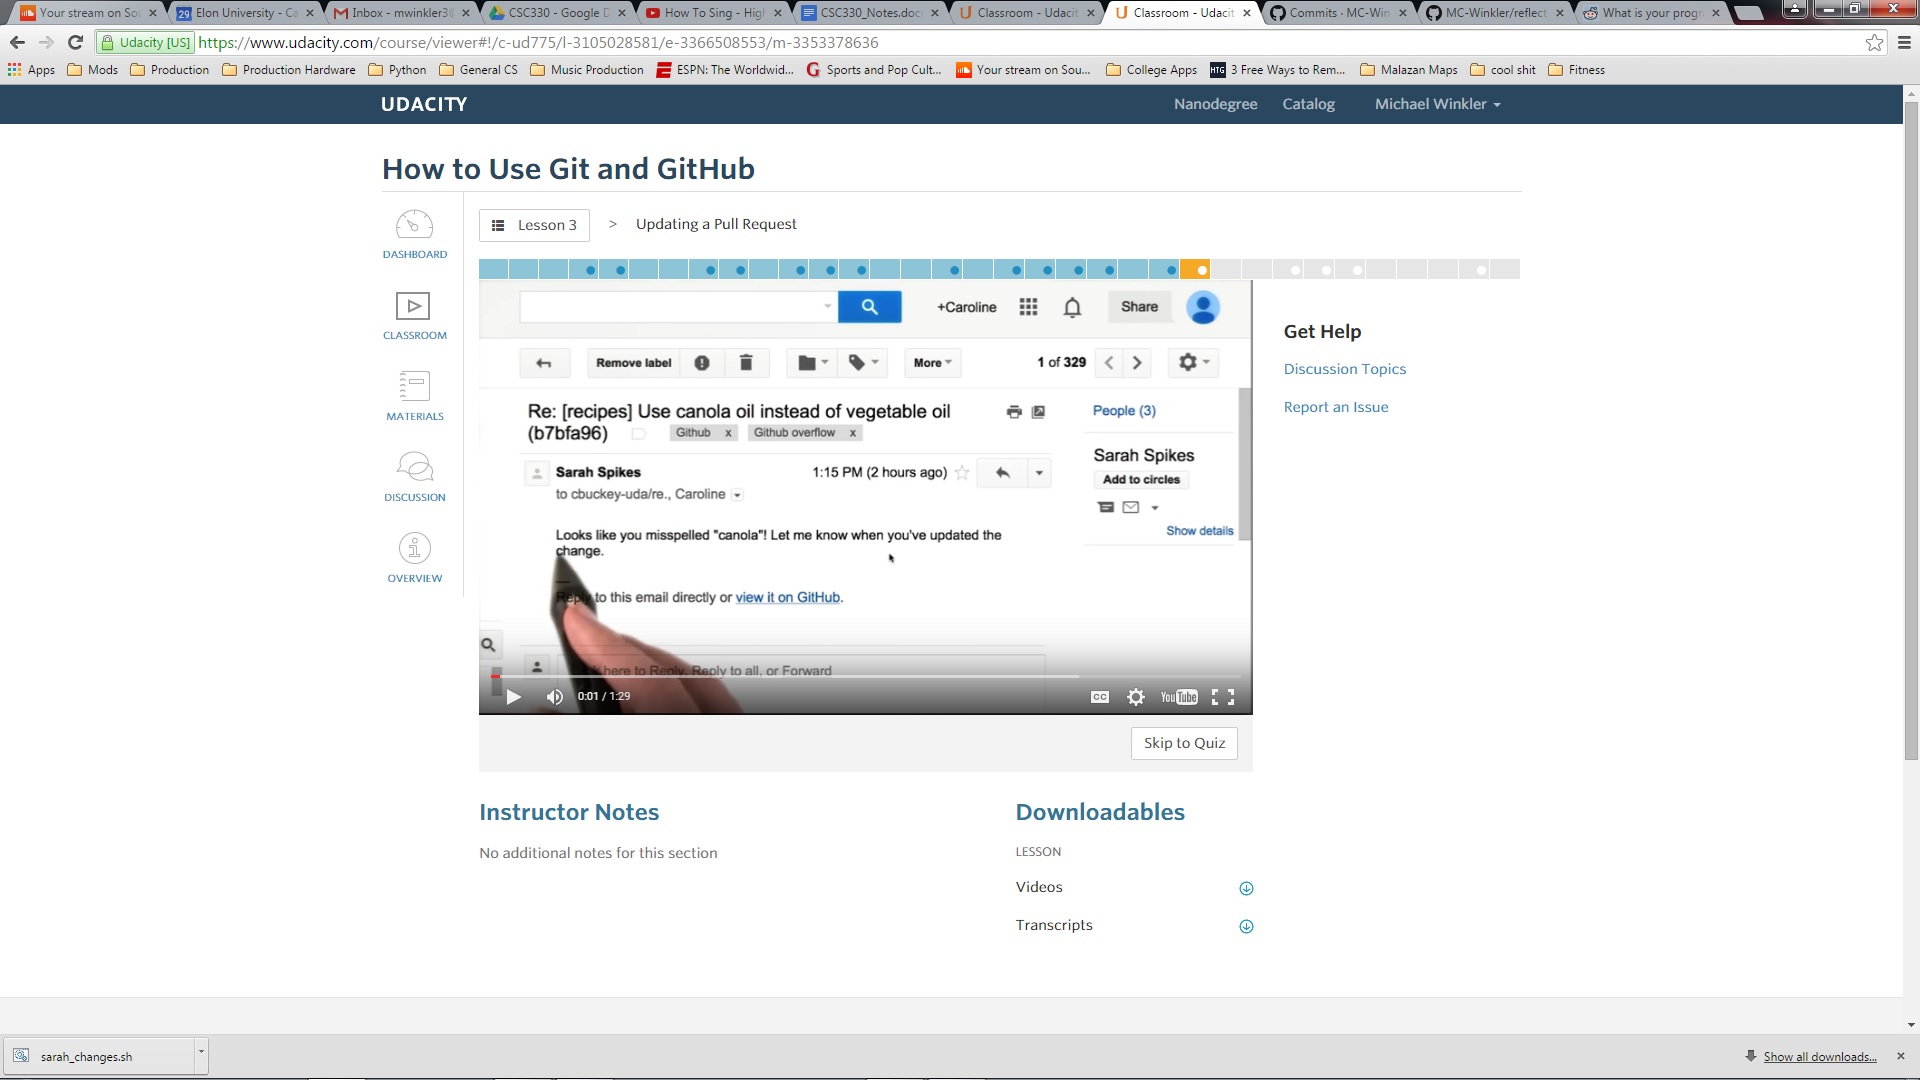 Your stream on Sou
Elon University - Ca
Inbox - mwinkler3@
CSC330 - Google D
How To Sing - High
CSC330_Notes.docx
Classroom - Udacit
Classroom - Udacit
Commits · MC-Win
MC-Winkler/reflect
What is your progr
Udacity [US]
https://www.udacity.com/course/viewer#!/c-ud775/l-3105028581/e-3366508553/m-3353378636
Apps
Mods
Production
Production Hardware
Python
General CS
Music Production
ESPN: The Worldwid...
Sports and Pop Cult...
Your stream on Sou...
College Apps
HTG
3 Free Ways to Rem...
Malazan Maps
cool shit
Fitness
UDACITY
Nanodegree
Catalog
Michael Winkler
How to Use Git and GitHub
DASHBOARD
CLASSROOM
MATERIALS
DISCUSSION
OVERVIEW
Lesson 3
>
Updating a Pull Request
+Caroline
Share
Remove label
More
1 of 329
Re: [recipes] Use canola oil instead of vegetable oil
(b7bfa96)
Github x
Github overflow x
People (3)
Sarah Spikes
1:15 PM (2 hours ago)
to cbuckey-uda/re., Caroline
Sarah Spikes
Add to circles
Show details
Looks like you misspelled "canola"! Let me know when you've updated the
change.
Reply to this email directly or view it on GitHub.
here to Reply, Reply to all, or Forward
0:01 / 1:29
CC
YouTube
Skip to Quiz
Get Help
Discussion Topics
Report an Issue
Instructor Notes
No additional notes for this section
Downloadables
LESSON
Videos
Transcripts
sarah_changes.sh
Show all downloads...